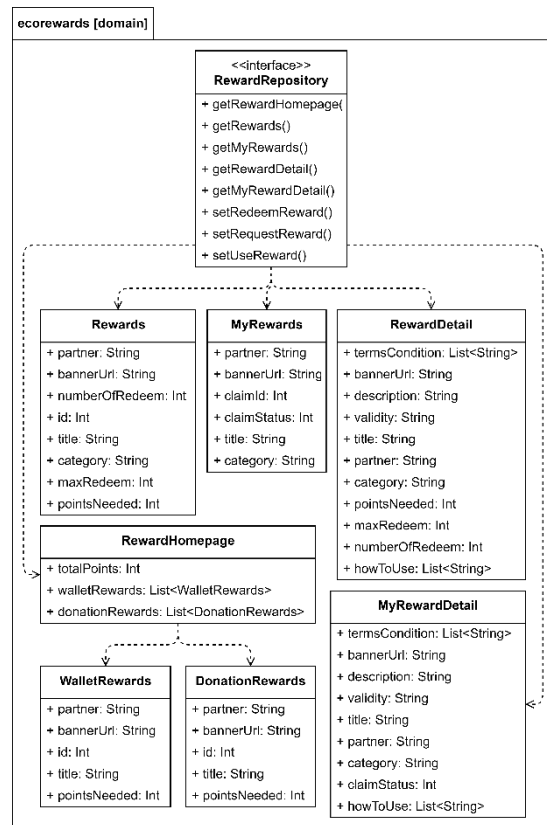 ecorewards [domain]
<<interface>>
RewardRepository
+ getRewardHomepage(
+ getRewards()
+ getMyRewards()
+ getRewardDetail()
+ getMyRewardDetail()
+ setRedeemReward()
+ setRequestReward()
+ setUseReward()
Rewards
+ partner: String
+ bannerUrl: String
+ numberOfRedeem: Int
+ id: Int
+ title: String
+ category: String
+ maxRedeem: Int
+ pointsNeeded: Int
MyRewards
+ partner: String
+ bannerUrl: String
+ claimId: Int
+ claimStatus: Int
+ title: String
+ category: String
RewardDetail
+ termsCondition: List<String>
+ bannerUrl: String
+ description: String
+ validity: String
+ title: String
+ partner: String
+ category: String
+ pointsNeeded: Int
+ maxRedeem: Int
+ numberOfRedeem: Int
+ howToUse: List<String>
RewardHomepage
+ totalPoints: Int
+ walletRewards: List<WalletRewards>
+ donationRewards: List<DonationRewards>
MyRewardDetail
+ termsCondition: List<String>
+ bannerUrl: String
+ description: String
+ validity: String
+ title: String
+ partner: String
+ category: String
+ claimStatus: Int
+ howToUse: List<String>
WalletRewards
+ partner: String
+ bannerUrl: String
+ id: Int
+ title: String
+ pointsNeeded: Int
DonationRewards
+ partner: String
+ bannerUrl: String
+ id: Int
+ title: String
+ pointsNeeded: Int